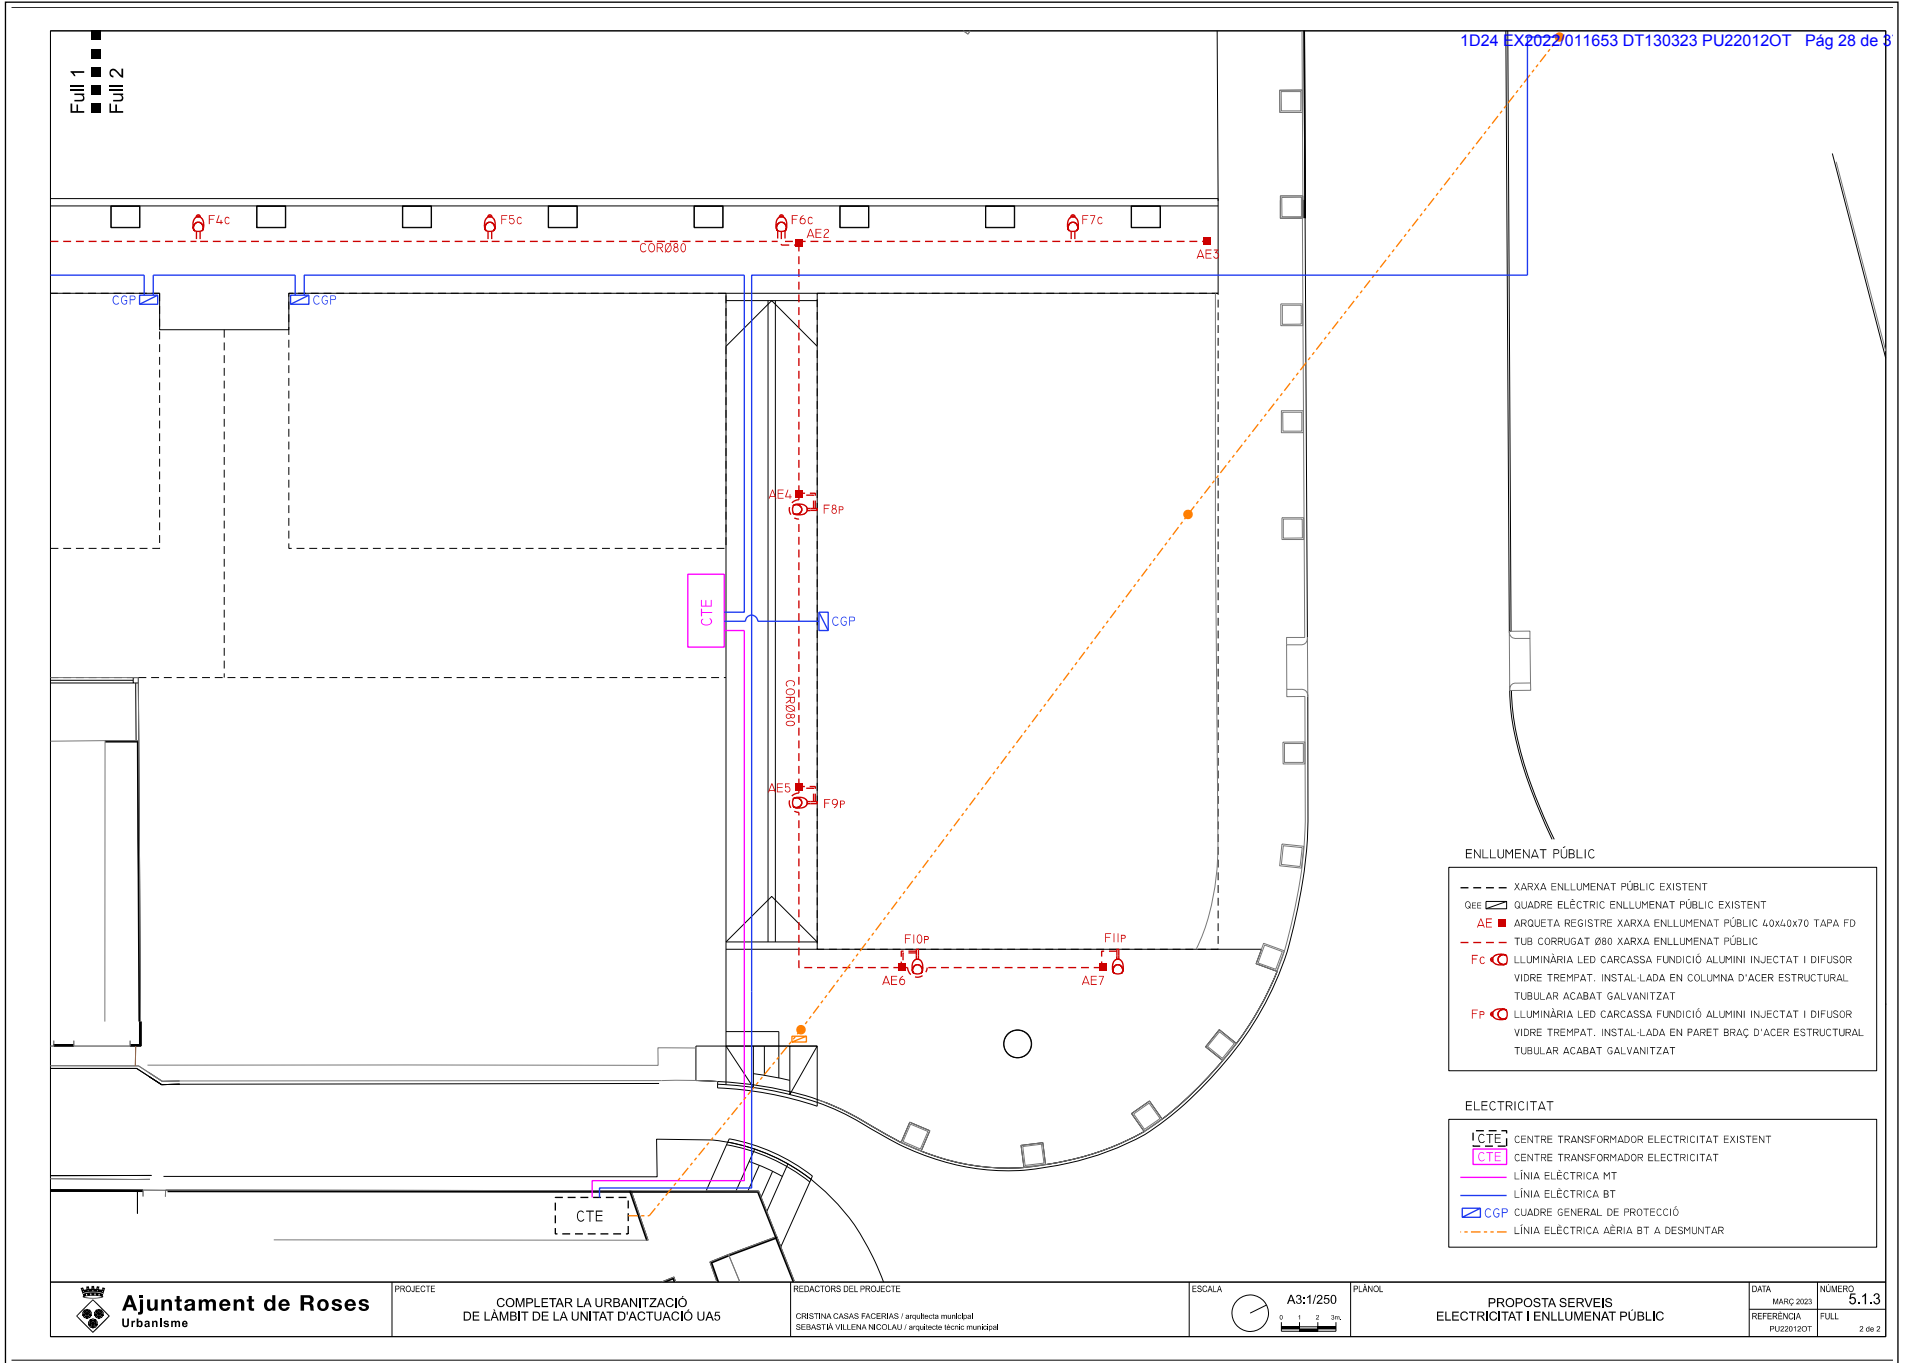 1D24 EX2022/011653 DT130323 PU22012OT Pág 28 de 3
Full 1
Full 2
F4C
F5C
F6C
F7C
AE2
CORØ80
AE3
CGP
CGP
AE4
F8P
CTE
CGP
CORØ80
AE5
F9P
F10P
F11P
AE6
AE7
CTE
ENLLUMENAT PÚBLIC
XARXA ENLLUMENAT PÚBLIC EXISTENT
QEE QUADRE ELÈCTRIC ENLLUMENAT PÚBLIC EXISTENT
AE ARQUETA REGISTRE XARXA ENLLUMENAT PÚBLIC 40x40x70 TAPA FD
TUB CORRUGAT Ø80 XARXA ENLLUMENAT PÚBLIC
FC LLUMINÀRIA LED CARCASSA FUNDICIÓ ALUMINI INJECTAT I DIFUSOR
VIDRE TREMPAT. INSTAL·LADA EN COLUMNA D'ACER ESTRUCTURAL
TUBULAR ACABAT GALVANITZAT
FP LLUMINÀRIA LED CARCASSA FUNDICIÓ ALUMINI INJECTAT I DIFUSOR
VIDRE TREMPAT. INSTAL·LADA EN PARET BRAÇ D'ACER ESTRUCTURAL
TUBULAR ACABAT GALVANITZAT
ELECTRICITAT
CTE CENTRE TRANSFORMADOR ELECTRICITAT EXISTENT
CTE CENTRE TRANSFORMADOR ELECTRICITAT
LÍNIA ELÈCTRICA MT
LÍNIA ELÈCTRICA BT
CGP CUADRE GENERAL DE PROTECCIÓ
LÍNIA ELÈCTRICA AÈRIA BT A DESMUNTAR
Ajuntament de Roses
Urbanisme
PROJECTE
COMPLETAR LA URBANITZACIÓ
DE LÀMBIT DE LA UNITAT D'ACTUACIÓ UA5
REDACTORS DEL PROJECTE
CRISTINA CASAS FACERIAS / arquitecta municipal
SEBASTIÀ VILLENA NICOLAU / arquitecte tècnic municipal
ESCALA
A3:1/250
0 1 2 3m.
PLÀNOL
PROPOSTA SERVEIS
ELECTRICITAT I ENLLUMENAT PÚBLIC
DATA
MARÇ 2023
REFERÈNCIA
PU22012OT
NÚMERO
5.1.3
FULL
2 de 2